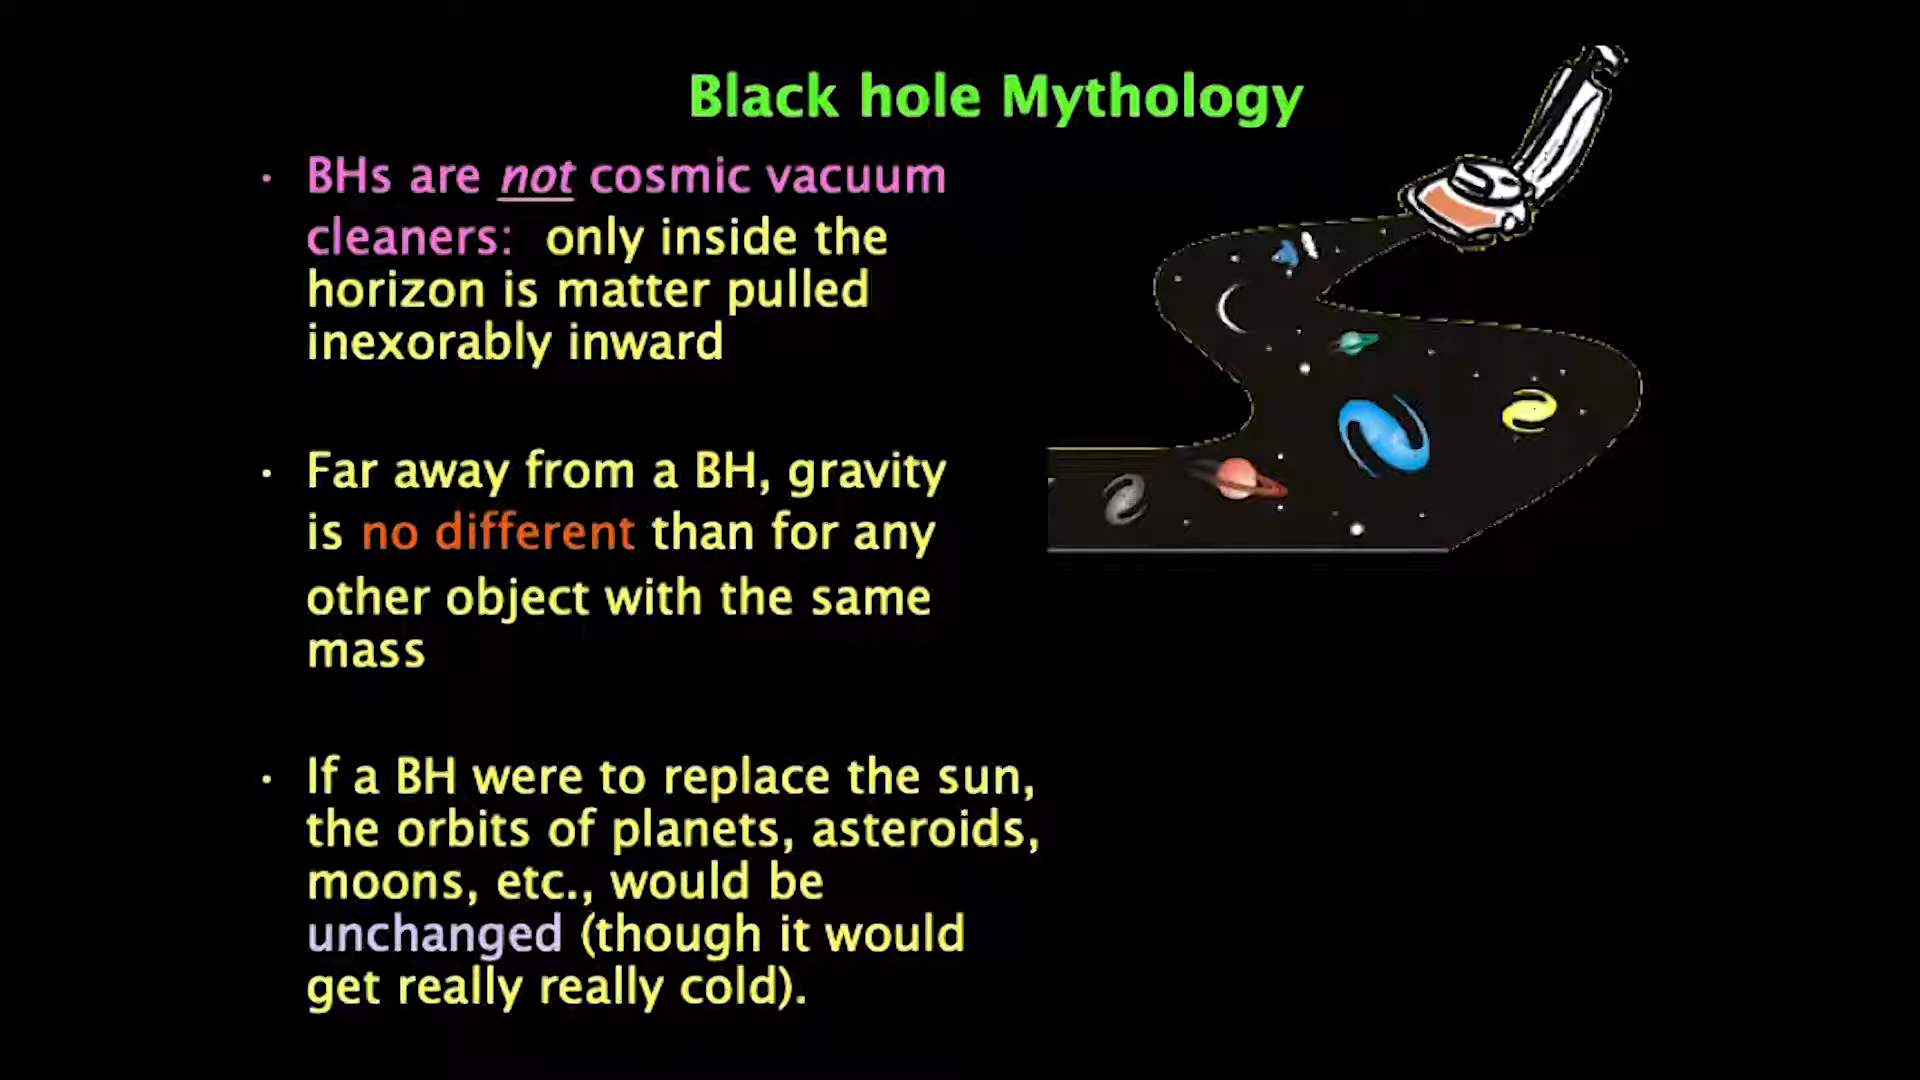 Black hole Mythology
• BHs are not cosmic vacuum
cleaners: only inside the
horizon is matter pulled
inexorably inward
• Far away from a BH, gravity
is no different than for any
other object with the same
mass
• If a BH were to replace the sun,
the orbits of planets, asteroids,
moons, etc., would be
unchanged (though it would
get really really cold).